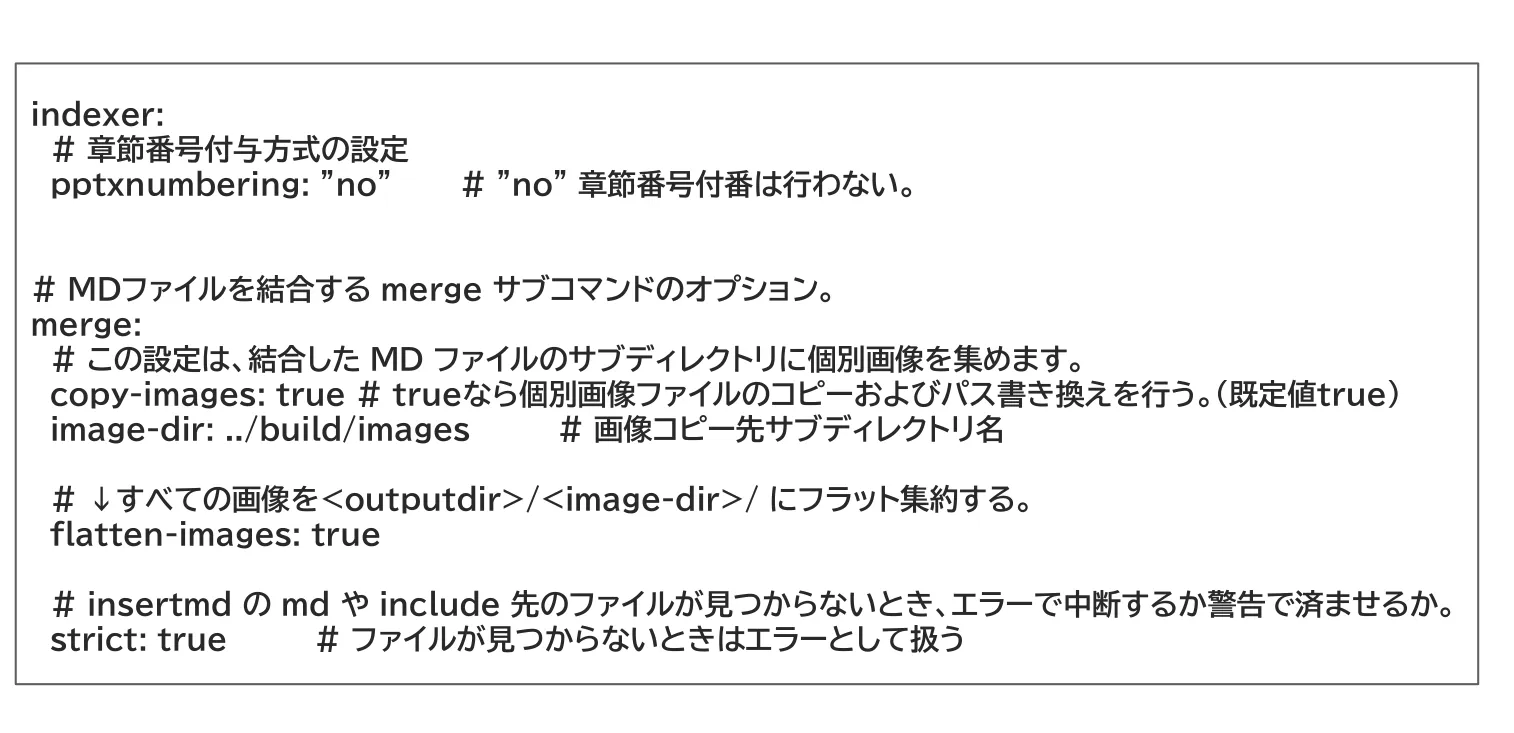 indexer:
  # 章節番号付与方式の設定
  pptxnumbering: ”no”       # ”no” 章節番号付番は行わない。
# MDファイルを結合する merge サブコマンドのオプション。
merge:
  # この設定は、結合した MD ファイルのサブディレクトリに個別画像を集めます。
  copy-images: true # trueなら個別画像ファイルのコピーおよびパス書き換えを行う。（既定値true）
  image-dir: ../build/images         # 画像コピー先サブディレクトリ名
  # ↓すべての画像を<outputdir>/<image-dir>/ にフラット集約する。
  flatten-images: true
  # insertmd の md や include 先のファイルが見つからないとき、エラーで中断するか警告で済ませるか。
  strict: true         # ファイルが見つからないときはエラーとして扱う